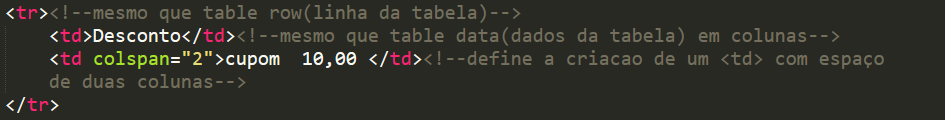 <tr><!--mesmo que table row(linha da tabela)-->
<td>Desconto</td><!--mesmo que table data(dados da tabela) em colunas-->
<td colspan="2">cupom  10,00 </td><!--define a criacao de um <td> com espaço
de duas colunas-->
</tr>